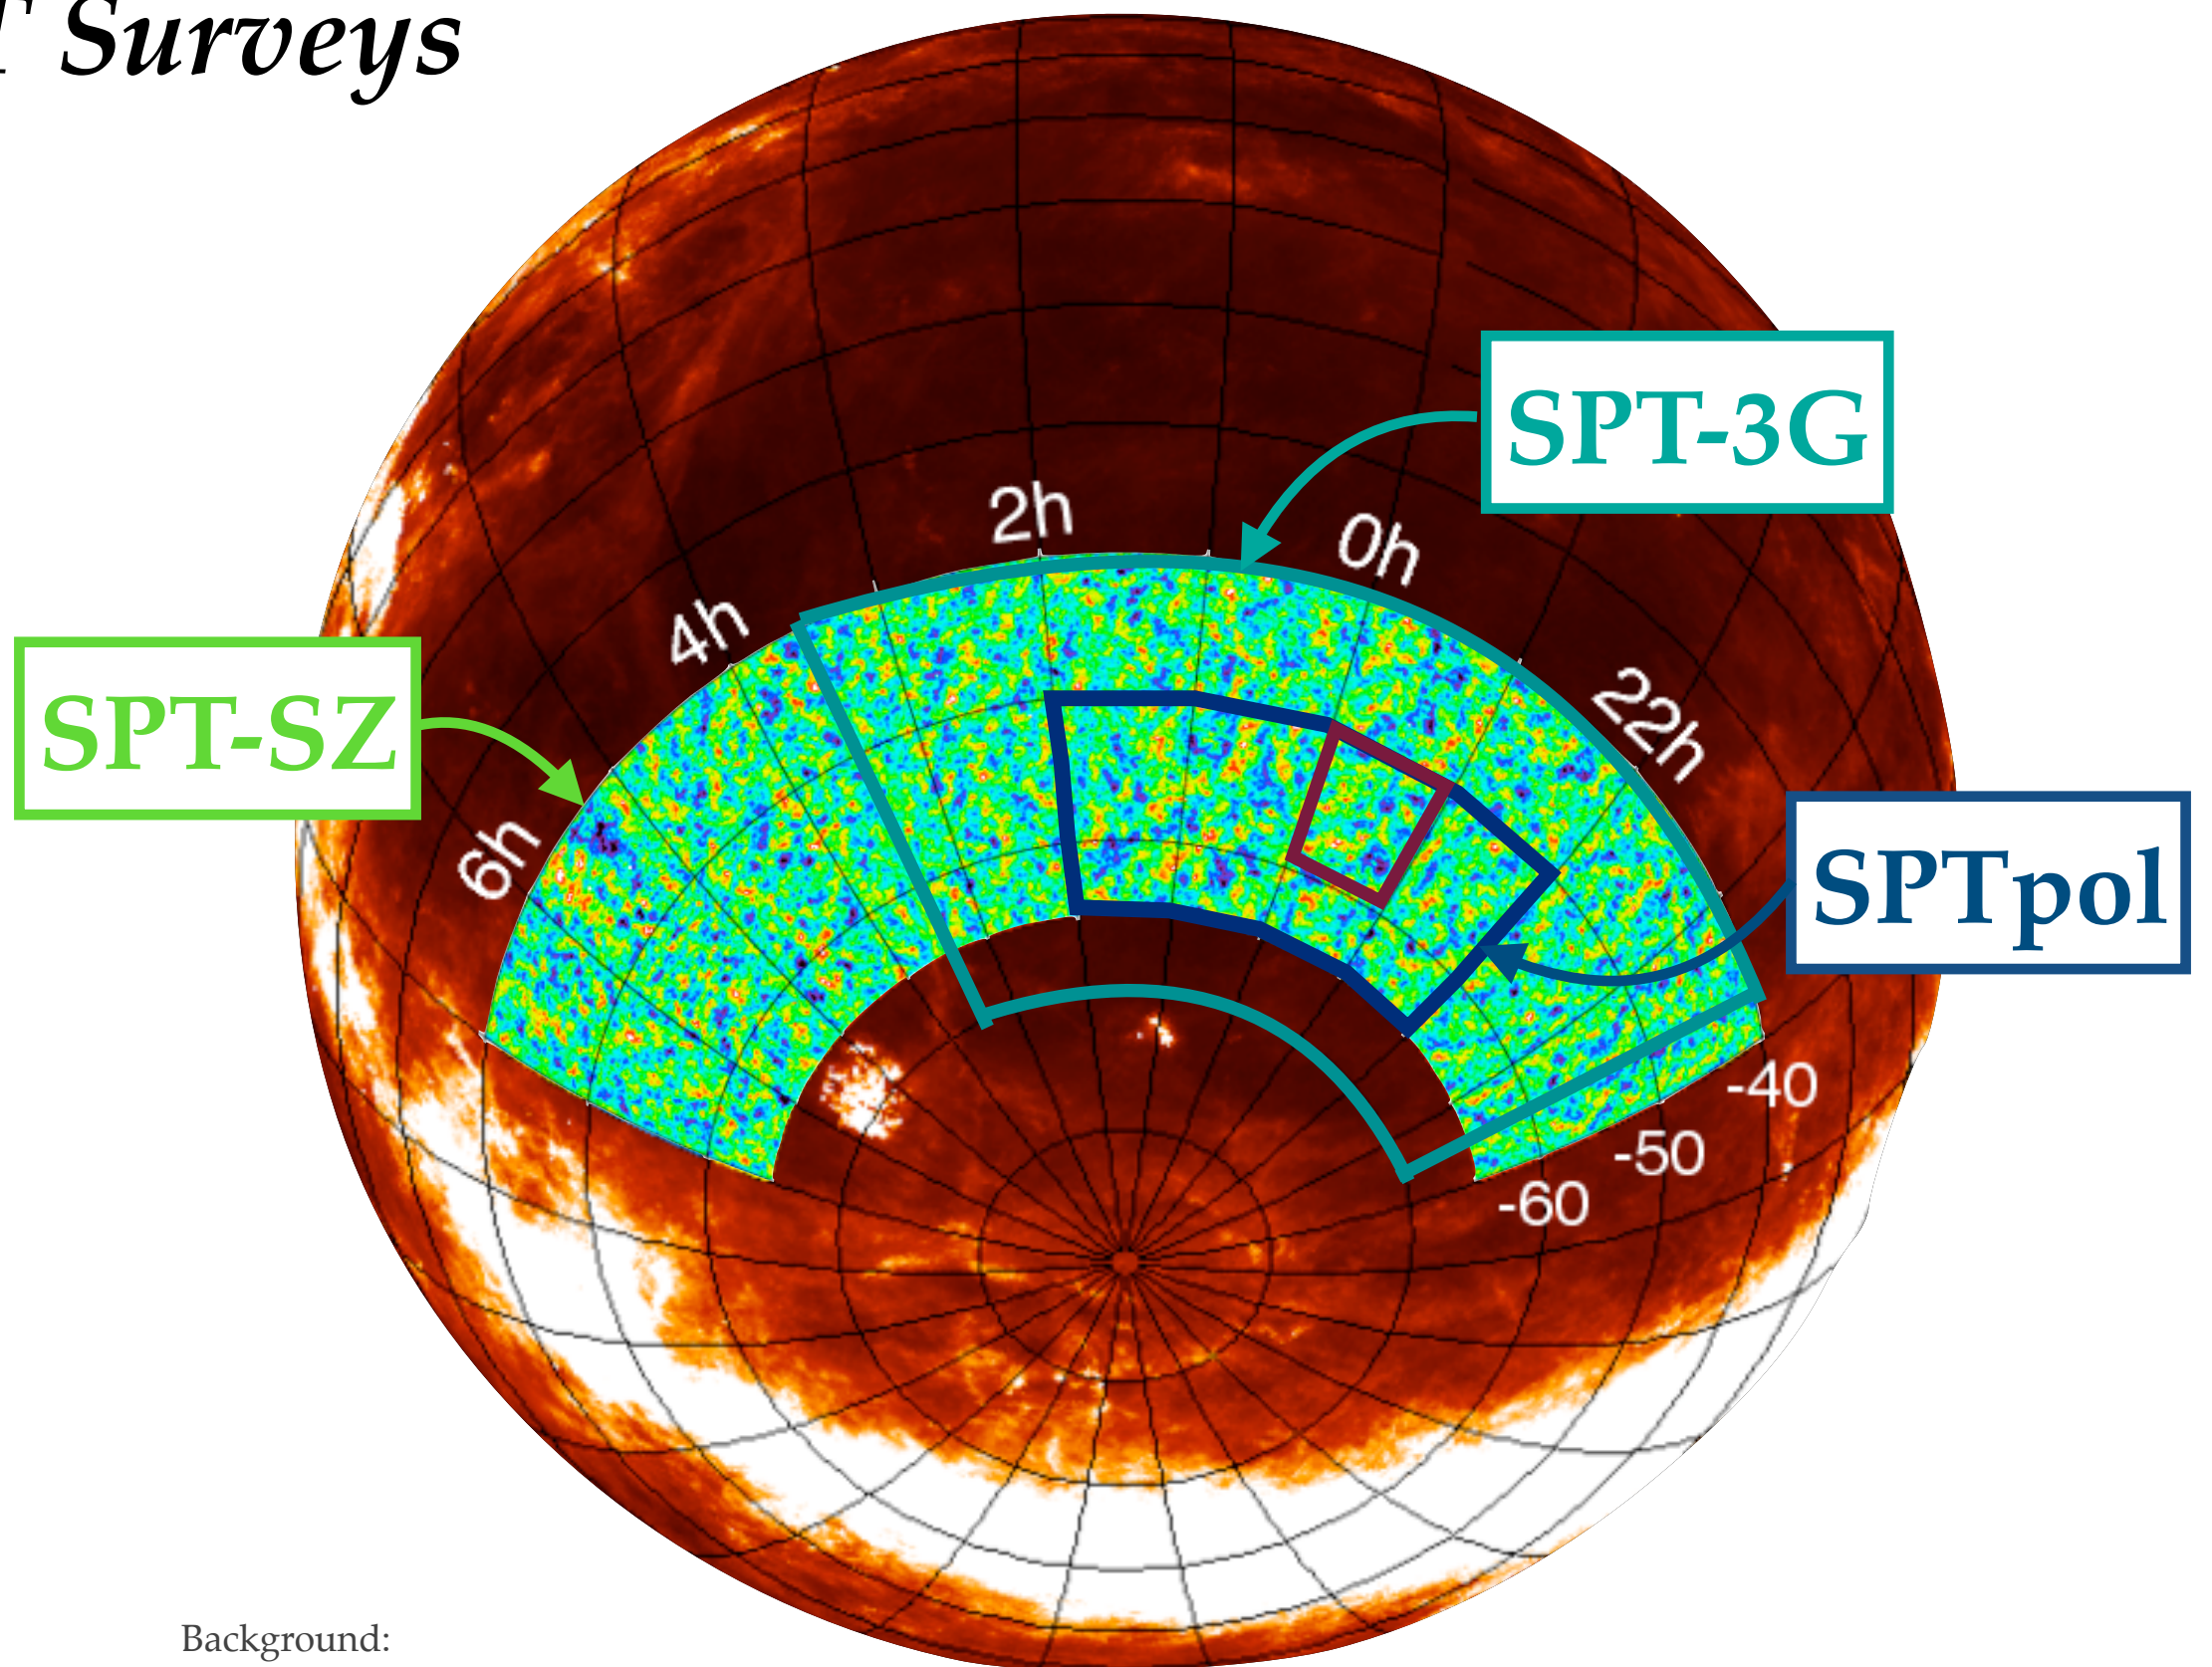 T Surveys
SPT-3G
2h
0h
4h
22h
SPT-SZ
6h
SPTpol
-40
-50
-60
Background: